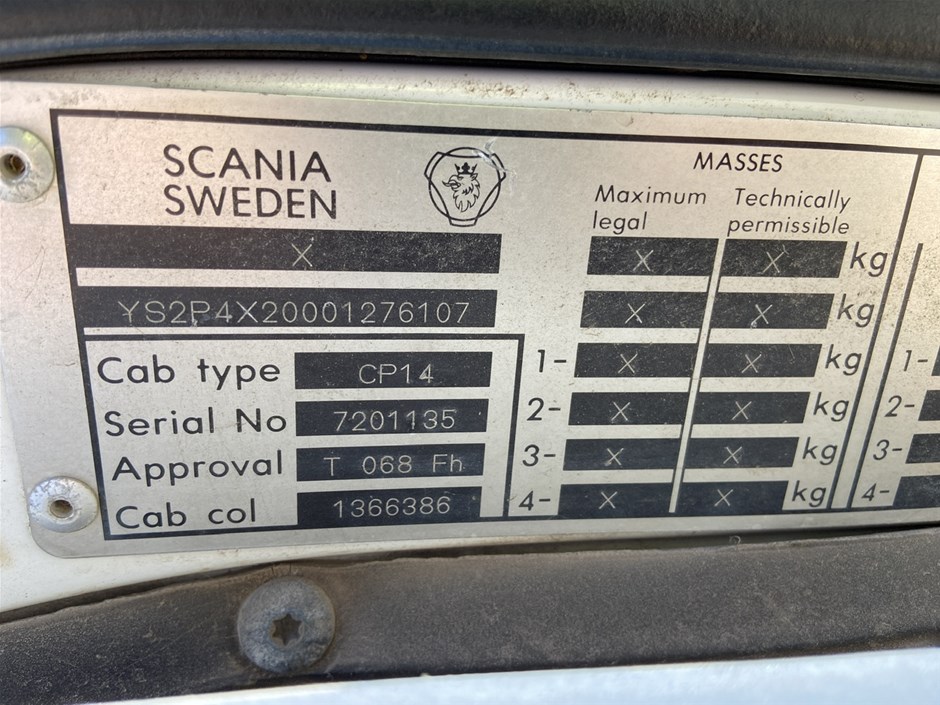 SCANIA
SWEDEN
MASSES
Maximum legal
Technically permissible
X
X X kg
YS2P4X20001276107
X X kg
Cab type CP14
1- X X kg
1-
Serial No 7201135
2- X X kg
2-
Approval T 068 Fh
3- X X kg
3-
Cab col 1366386
4- X X kg
4-